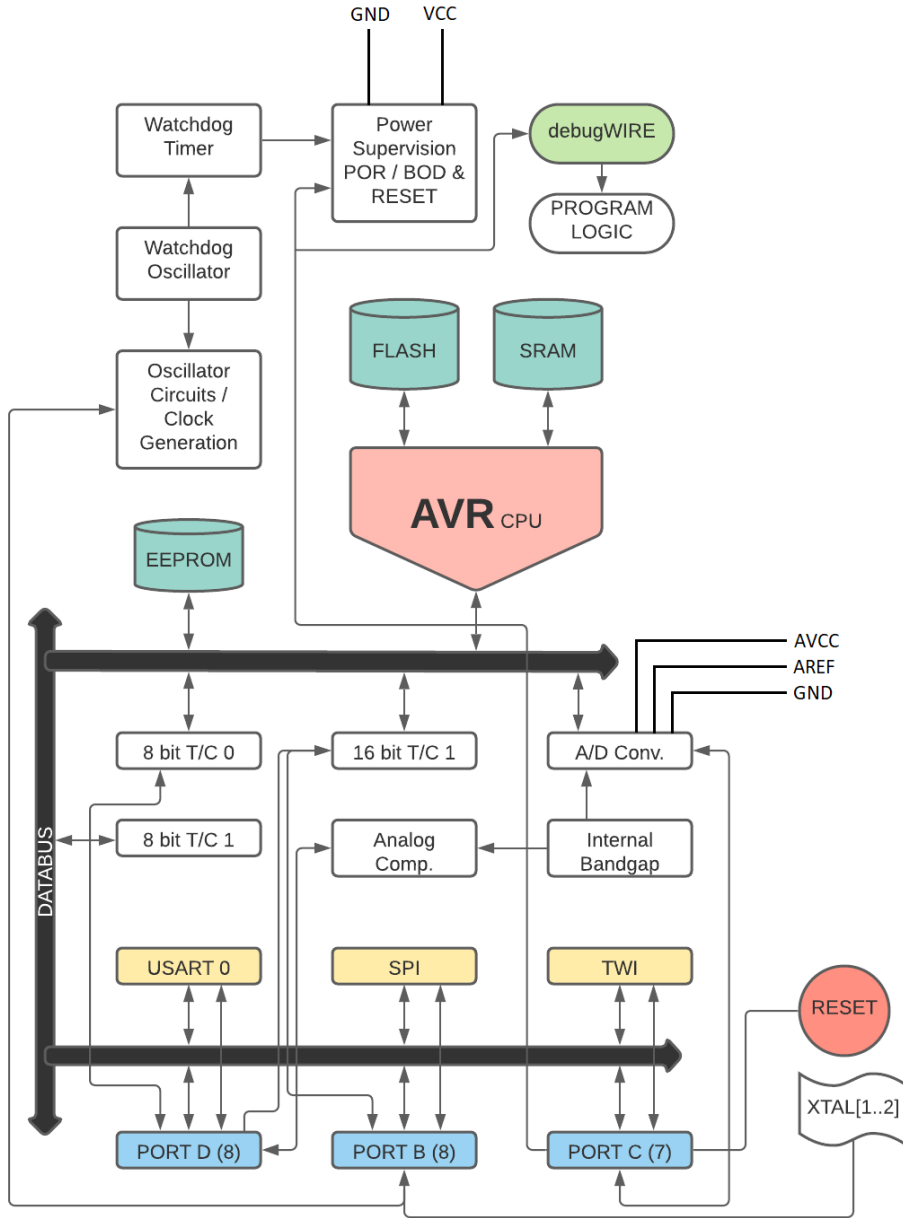 GND
VCC
Watchdog
Timer
Power
Supervision
POR / BOD &
RESET
debugWIRE
PROGRAM
LOGIC
Watchdog
Oscillator
FLASH
SRAM
Oscillator
Circuits /
Clock
Generation
AVR CPU
EEPROM
AVCC
AREF
GND
8 bit T/C 0
16 bit T/C 1
A/D Conv.
8 bit T/C 1
Analog
Comp.
Internal
Bandgap
DATABUS
USART 0
SPI
TWI
RESET
XTAL[1..2]
PORT D (8)
PORT B (8)
PORT C (7)